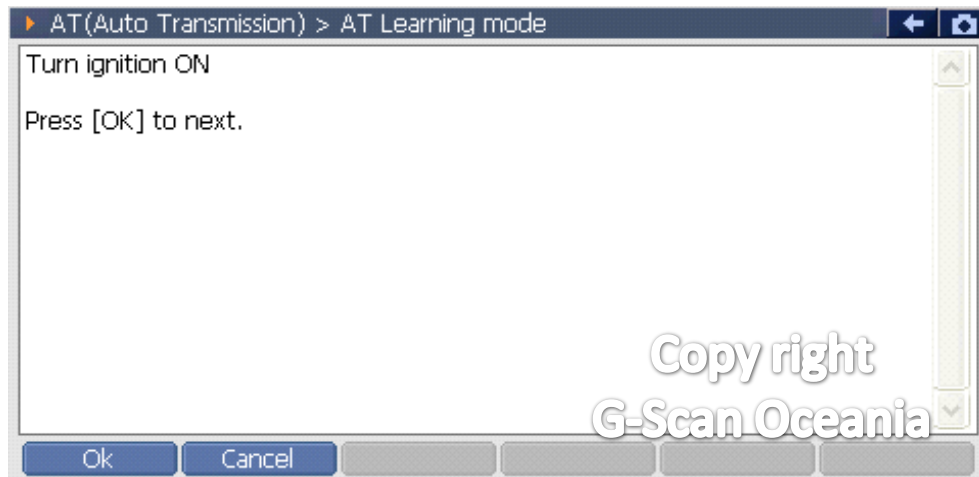 AT(Auto Transmission) > AT Learning mode
Turn ignition ON
Press [OK] to next.
Copy right
G-Scan Oceania
Ok
Cancel